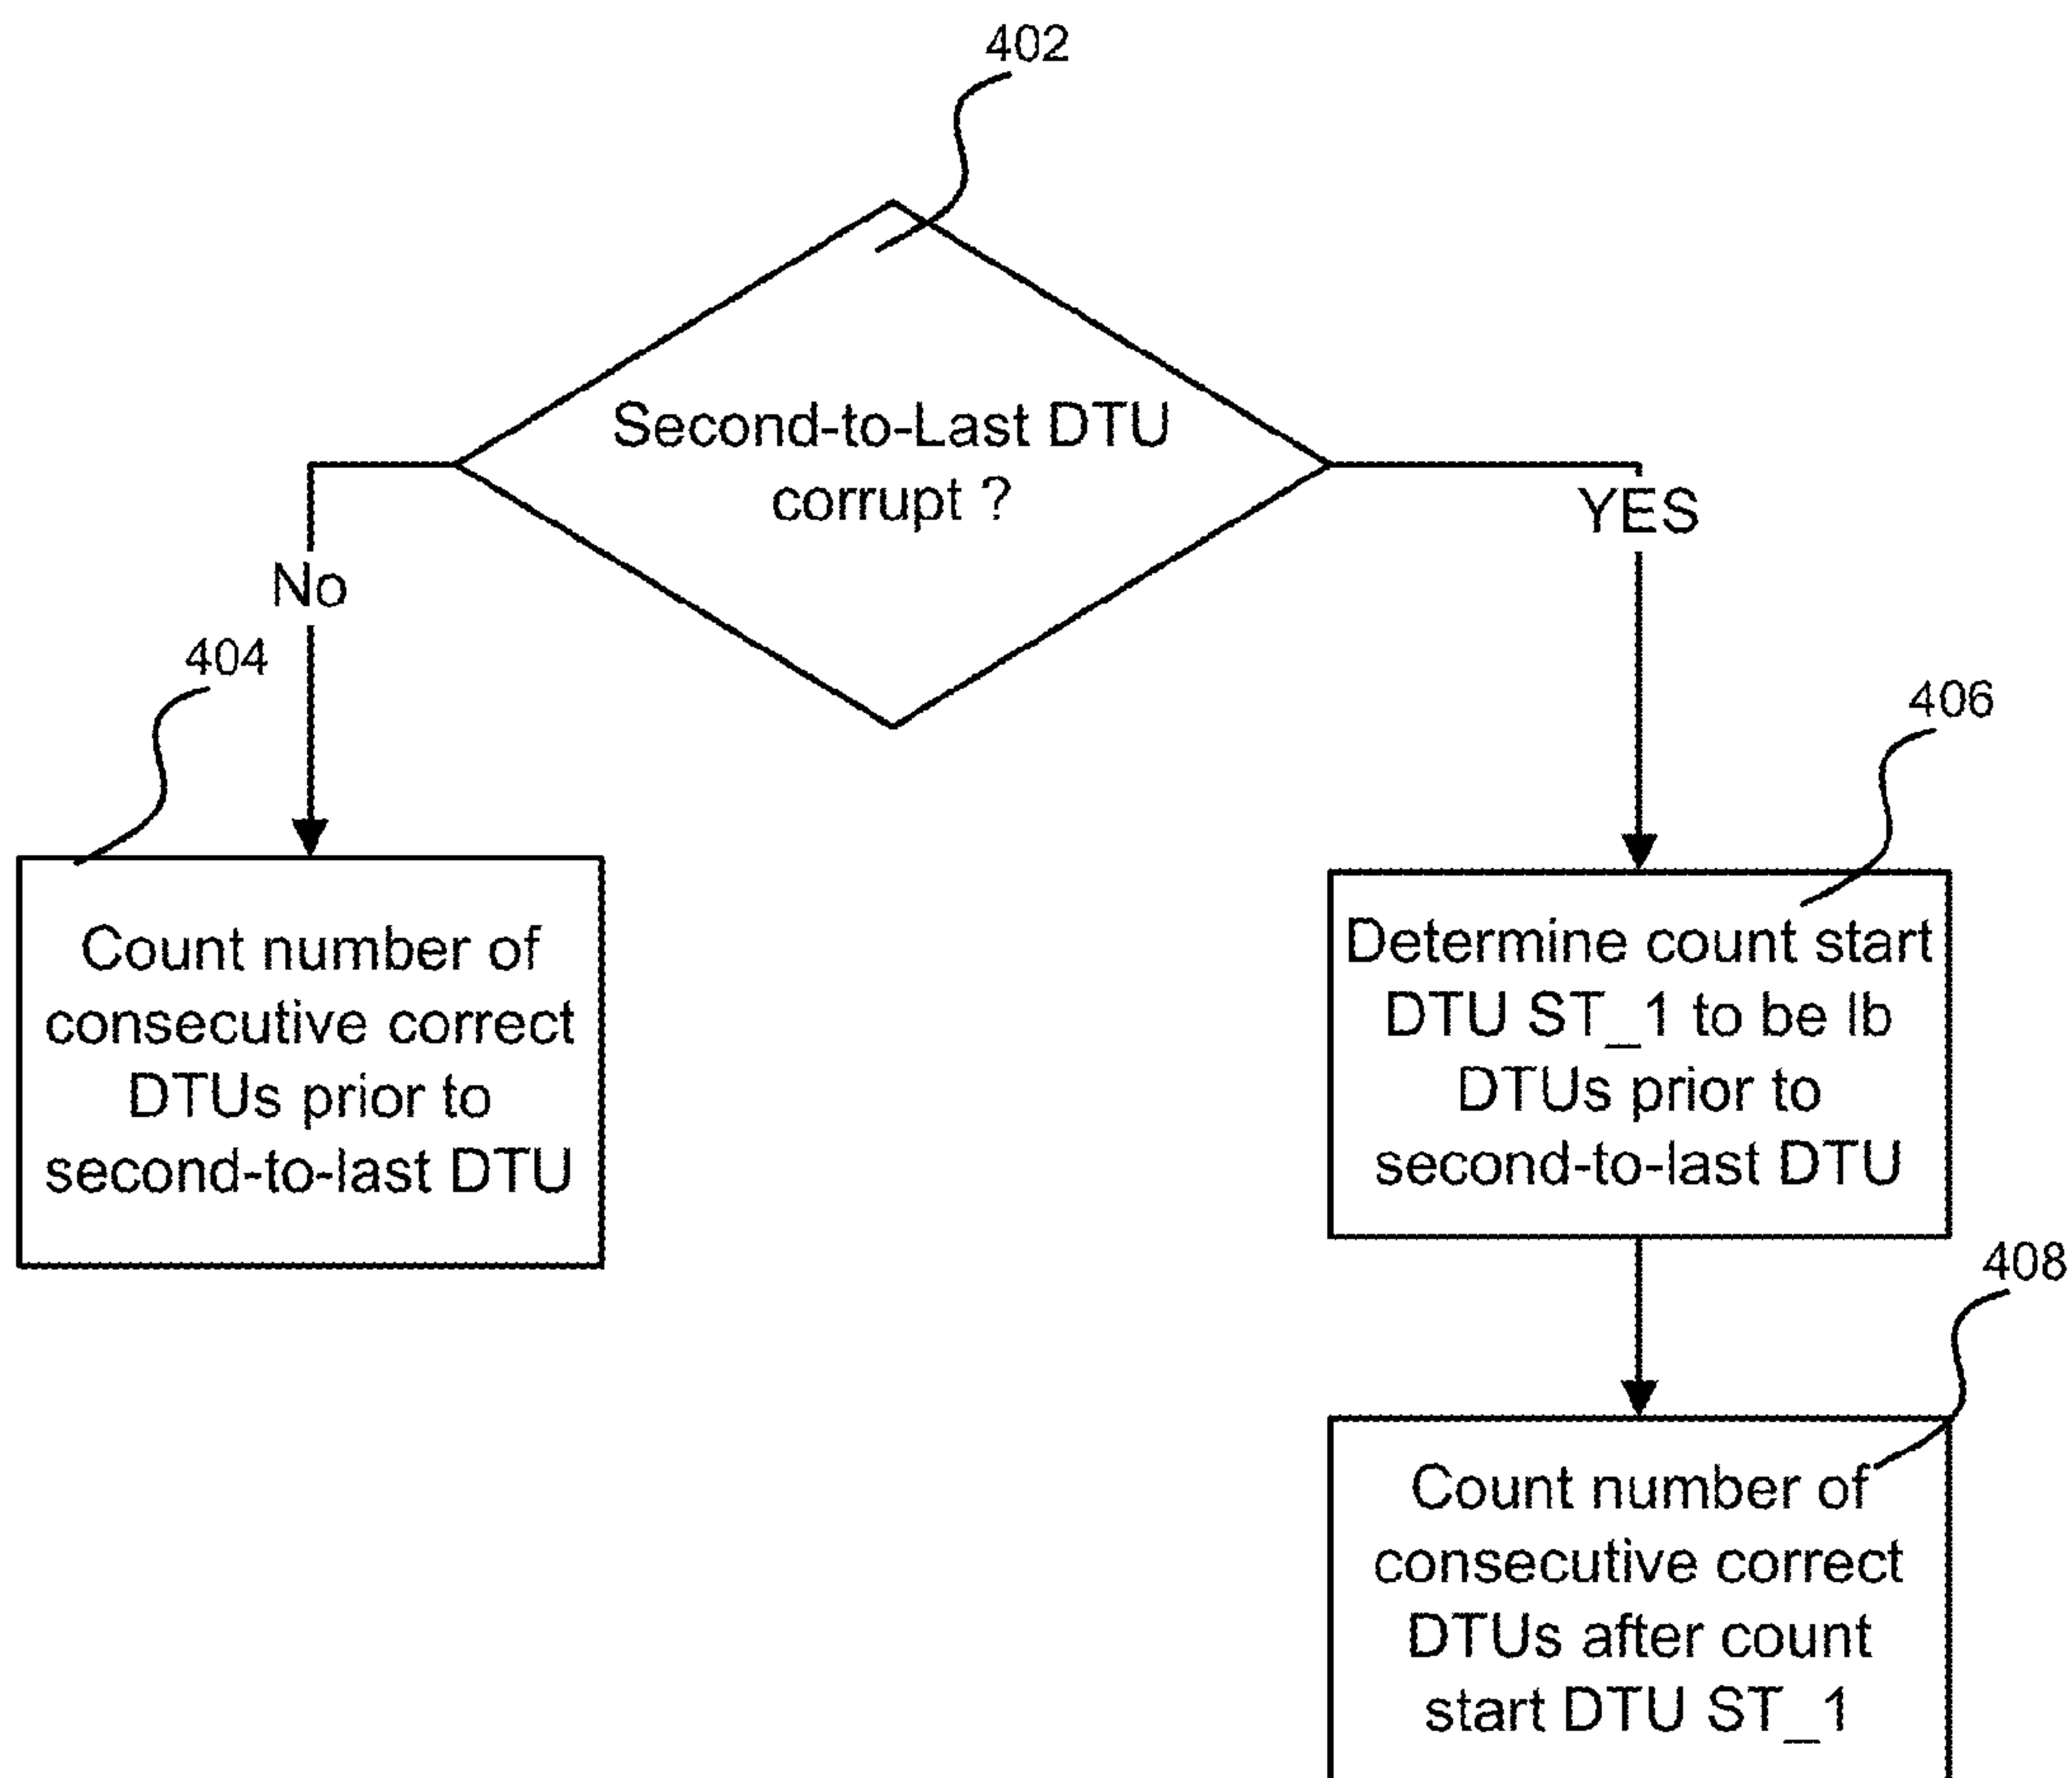 402
Second-to-Last DTU
corrupt ?
No
YES
404
Count number of
consecutive correct
DTUs prior to
second-to-last DTU
406
Determine count start
DTU ST_1 to be lb
DTUs prior to
second-to-last DTU
408
Count number of
consecutive correct
DTUs after count
start DTU ST_1